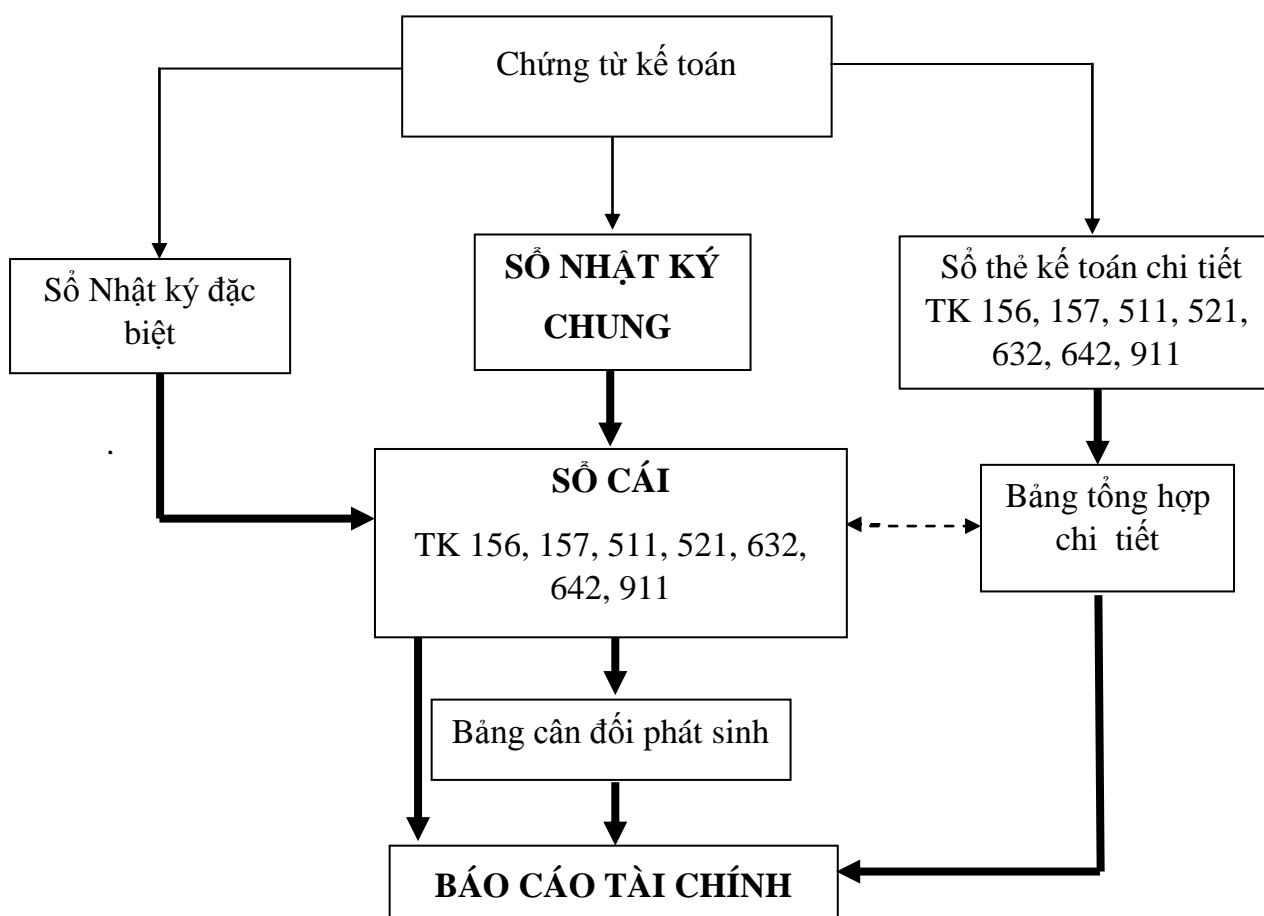 Chứng từ kế toán
Sổ Nhật ký đặc
biệt
SỔ NHẬT KÝ
CHUNG
Sổ thẻ kế toán chi tiết
TK 156, 157, 511, 521,
632, 642, 911
SỔ CÁI
TK 156, 157, 511, 521, 632,
642, 911
Bảng tổng hợp
chi tiết
Bảng cân đối phát sinh
BÁO CÁO TÀI CHÍNH